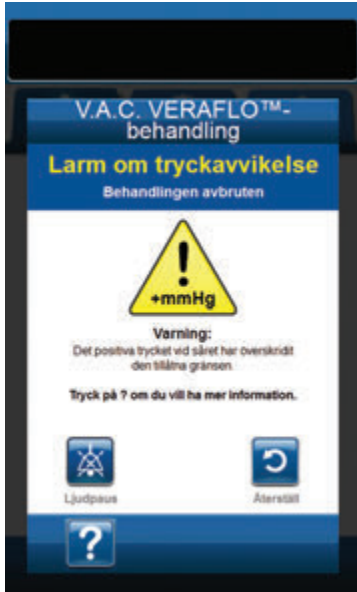 V.A.C. VERAFLO™-
behandling
Larm om tryckavvikelse
Behandlingen avbruten
+mmHg
Varning:
Det positiva trycket vid såret har överskridit
den tillåtna gränsen.
Tryck på ? om du vill ha mer information.
Ljudpaus
Återställ
?